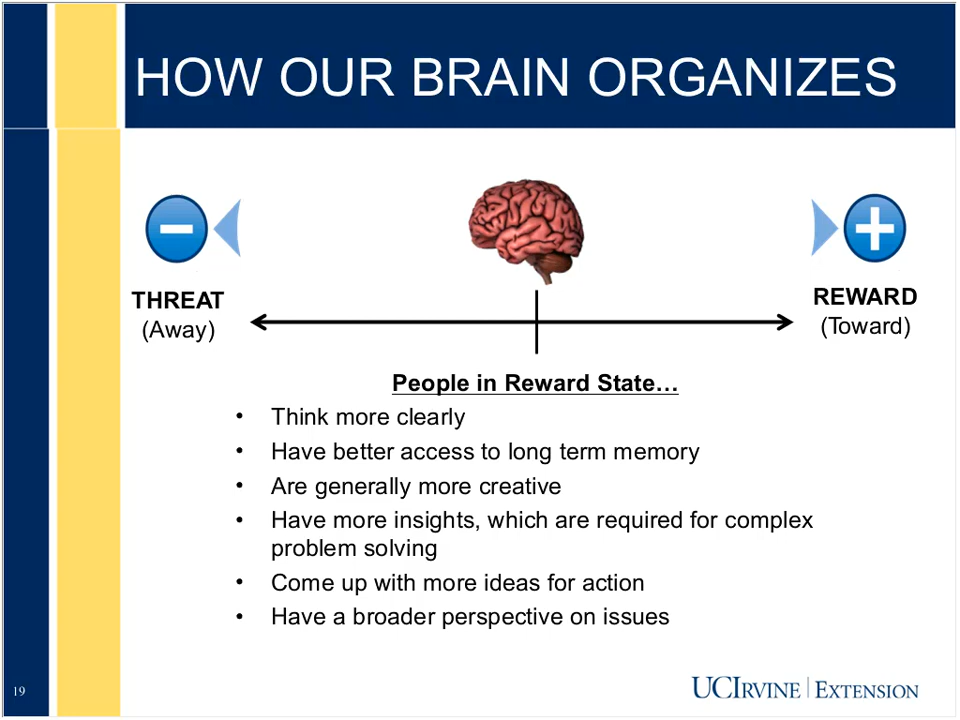 HOW OUR BRAIN ORGANIZES
THREAT
(Away)
REWARD
(Toward)
People in Reward State…
• Think more clearly
• Have better access to long term memory
• Are generally more creative
• Have more insights, which are required for complex
problem solving
• Come up with more ideas for action
• Have a broader perspective on issues
19
UCIRVINE | EXTENSION